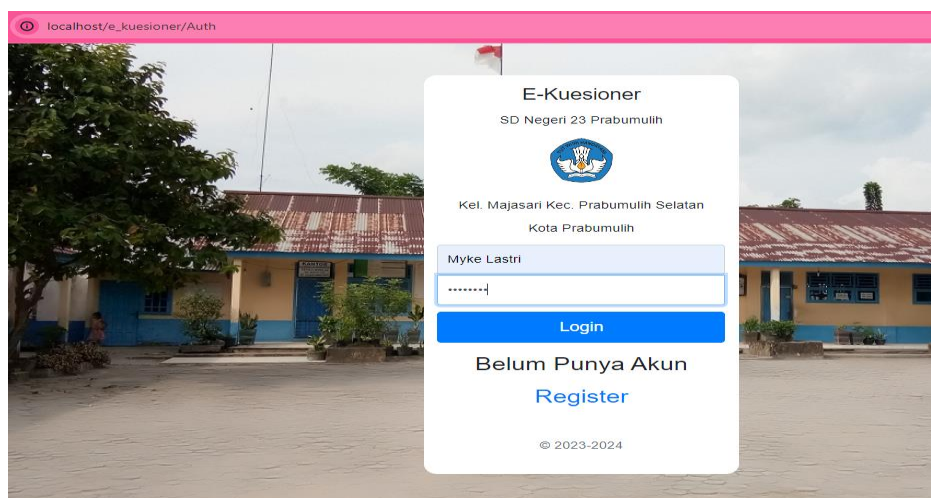 localhost/e_kuesioner/Auth
E-Kuesioner
SD Negeri 23 Prabumulih
Kel. Majasari Kec. Prabumulih Selatan
Kota Prabumulih
Myke Lastri
Login
Belum Punya Akun
Register
© 2023-2024